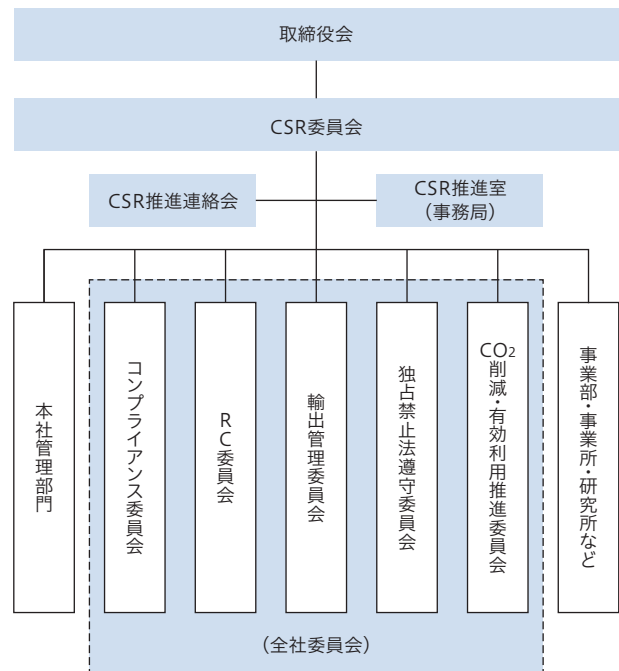 取締役会
CSR委員会
CSR推進連絡会
CSR推進室
(事務局)
本社管理部門
コンプライアンス委員会
RC委員会
輸出管理委員会
独占禁止法遵守委員会
CO2
削減・有効利用推進委員会
事業部・事業所・研究所など
(全社委員会)